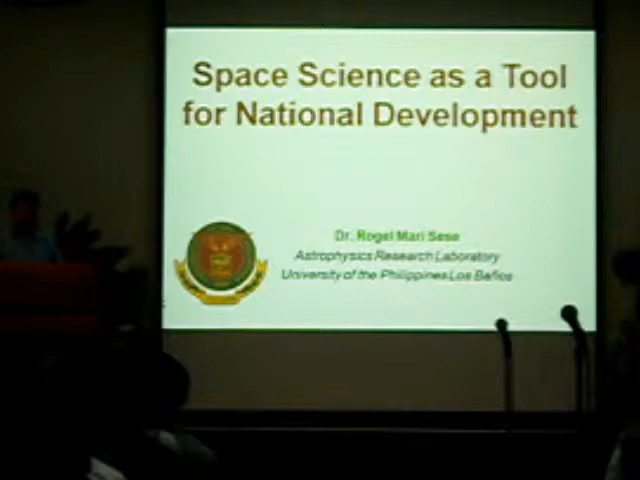 Space Science as a Tool
for National Development
Dr. Rogel Mari Sese
Astrophysics Research Laboratory
University of the Philippines Los Baños